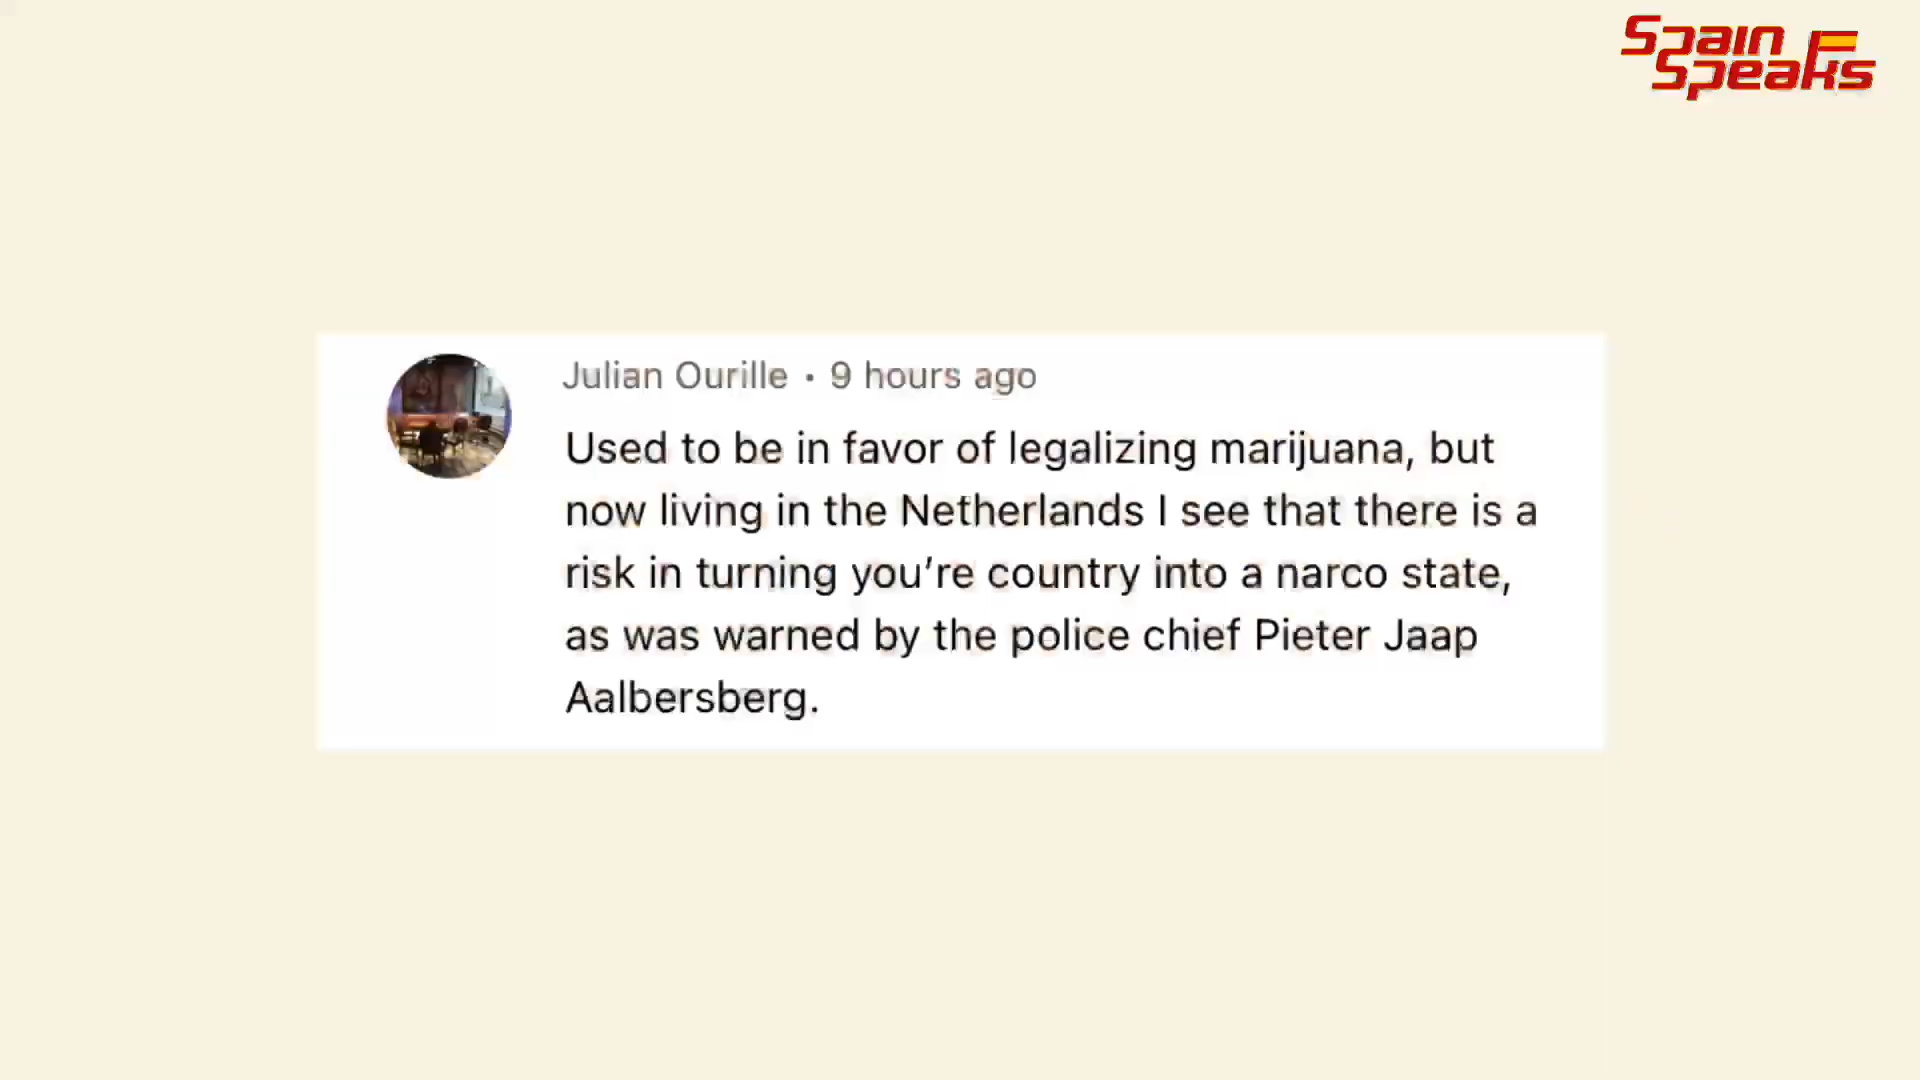 Spain
Speaks
Julian Ourille • 9 hours ago
Used to be in favor of legalizing marijuana, but
now living in the Netherlands I see that there is a
risk in turning you’re country into a narco state,
as was warned by the police chief Pieter Jaap
Aalbersberg.